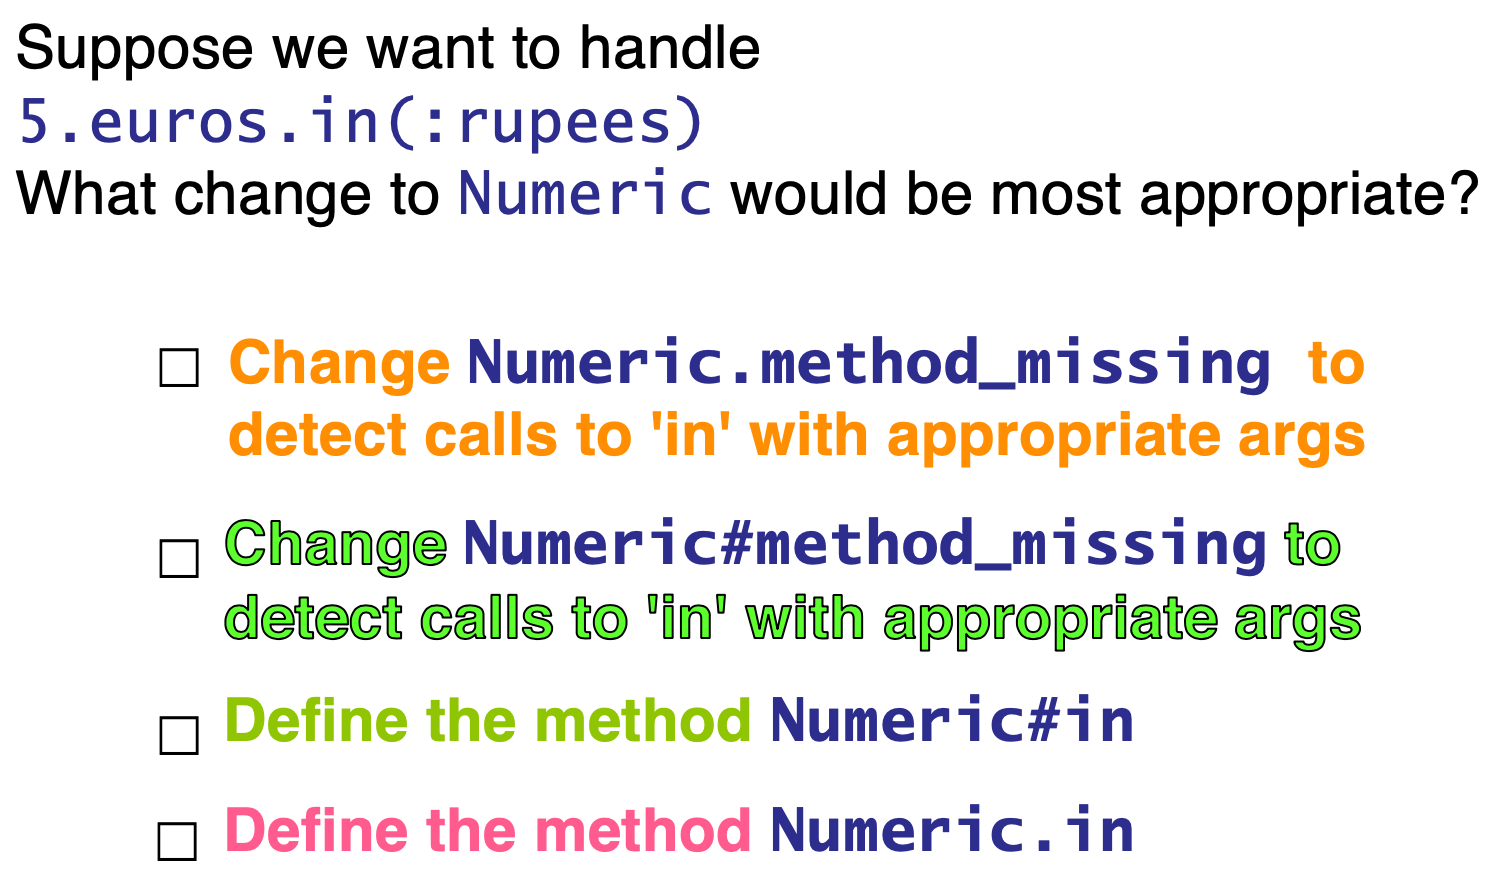 Suppose we want to handle
5.euros.in(:rupees)
What change to Numeric would be most appropriate?
☐ Change Numeric.method_missing to
detect calls to 'in' with appropriate args
☐ Change Numeric#method_missing to
detect calls to 'in' with appropriate args
☐ Define the method Numeric#in
☐ Define the method Numeric.in